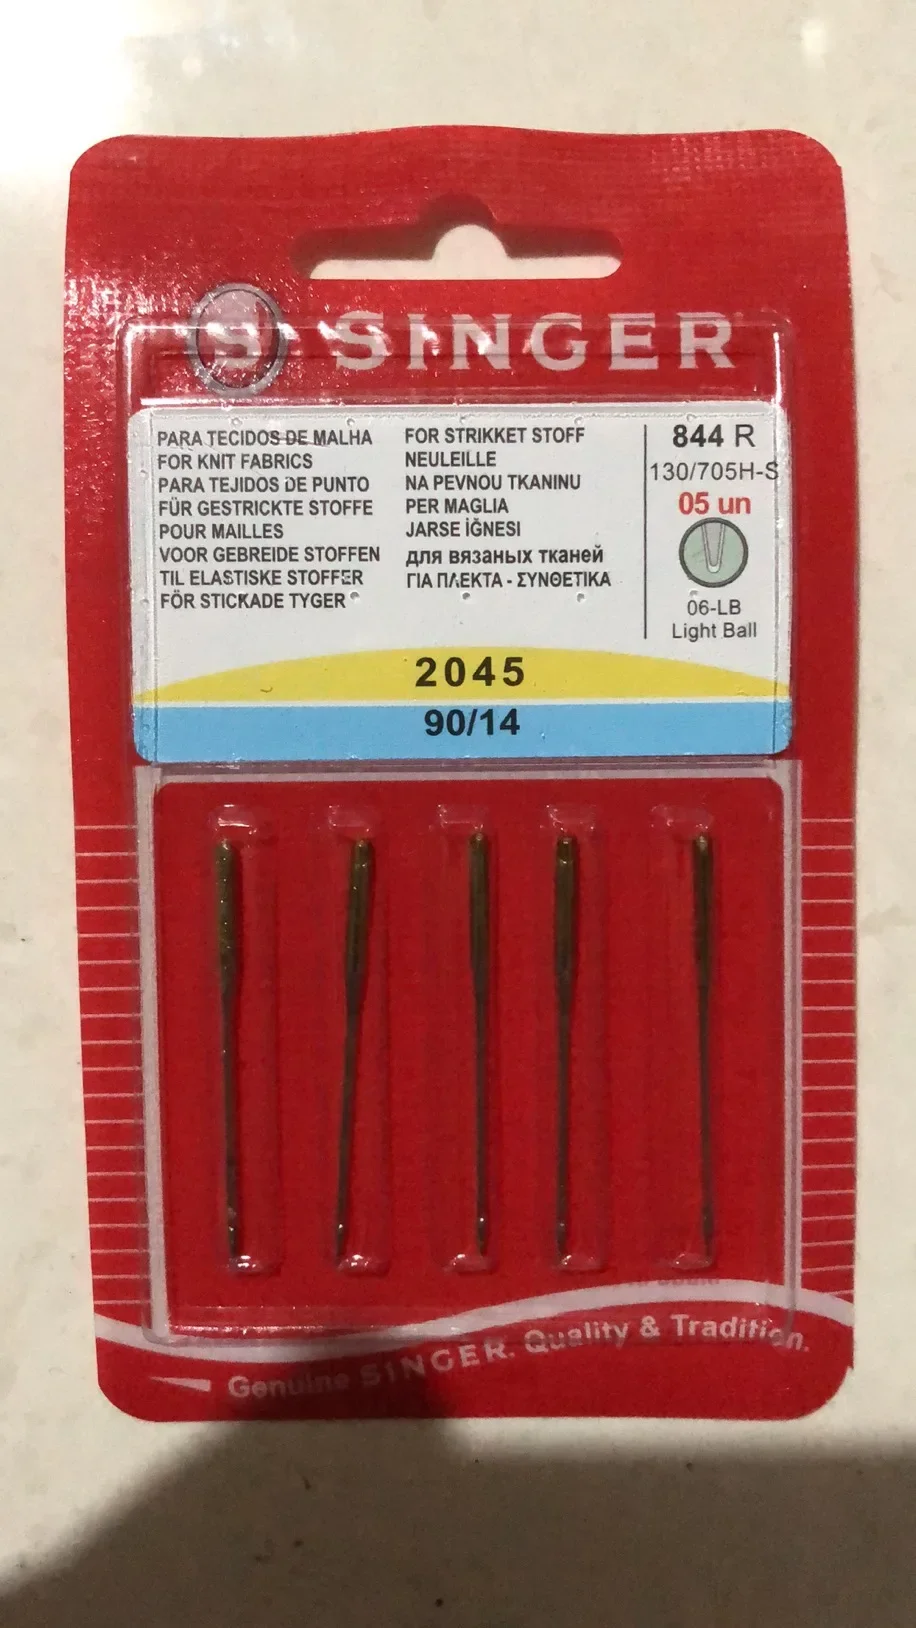 SINGER
PARA TECIDOS DE MALHA
FOR KNIT FABRICS
PARA TEJIDOS DE PUNTO
FÜR GESTRICKTE STOFFE
POUR MAILLES
VOOR GEBREIDE STOFFEN
TIL ELASTISKE STOFFER
FÖR STICKADE TYGER
FOR STRIKKET STOFF
NEULEILLE
NA PEVNOU TKANINU
PER MAGLIA
JARSE İĞNESI
для вязаных тканей
ΓΙΑ ΠΛΕΚΤΑ - ΣΥΝΘΕΤΙΚΑ
844 R
130/705H-S
05 un
06-LB
Light Ball
2045
90/14
Genuine SINGER. Quality & Tradition.